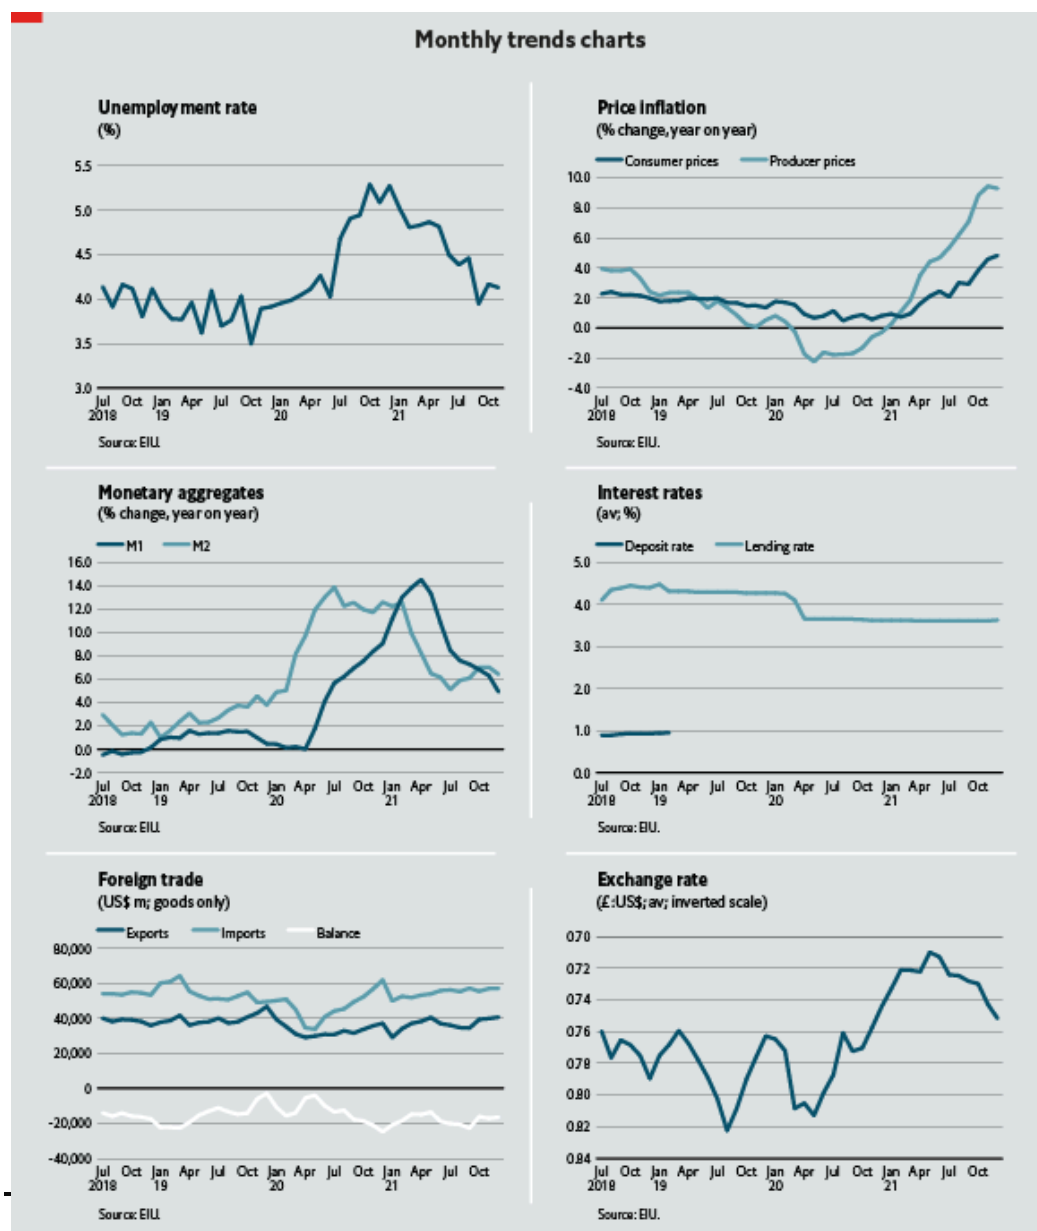 Monthly trends charts
Unemployment rate
(%)
5.5
5.0
4.5
4.0
3.5
3.0
Jul Oct Jan Apr Jul Oct Jan Apr Jul Oct Jan Apr Jul Oct
2018 19 20 21
Source: EIU.
Price inflation
(% change, year on year)
Consumer prices Producer prices
10.0
8.0
6.0
4.0
2.0
0.0
-2.0
-4.0
Jul Oct Jan Apr Jul Oct Jan Apr Jul Oct Jan Apr Jul Oct
2018 19 20 21
Source: EIU.
Monetary aggregates
(% change, year on year)
M1 M2
16.0
14.0
12.0
10.0
8.0
6.0
4.0
2.0
0.0
-2.0
Jul Oct Jan Apr Jul Oct Jan Apr Jul Oct Jan Apr Jul Oct
2018 19 20 21
Source: EIU.
Interest rates
(av; %)
Deposit rate Lending rate
5.0
4.0
3.0
2.0
1.0
0.0
Jul Oct Jan Apr Jul Oct Jan Apr Jul Oct Jan Apr Jul Oct
2018 19 20 21
Source: EIU.
Foreign trade
(US$ m; goods only)
Exports Imports Balance
80,000
60,000
40,000
20,000
0
-20,000
-40,000
Jul Oct Jan Apr Jul Oct Jan Apr Jul Oct Jan Apr Jul Oct
2018 19 20 21
Source: EIU.
Exchange rate
(£:US$; av; inverted scale)
0.70
0.72
0.74
0.76
0.78
0.80
0.82
0.84
Jul Oct Jan Apr Jul Oct Jan Apr Jul Oct Jan Apr Jul Oct
2018 19 20 21
Source: EIU.